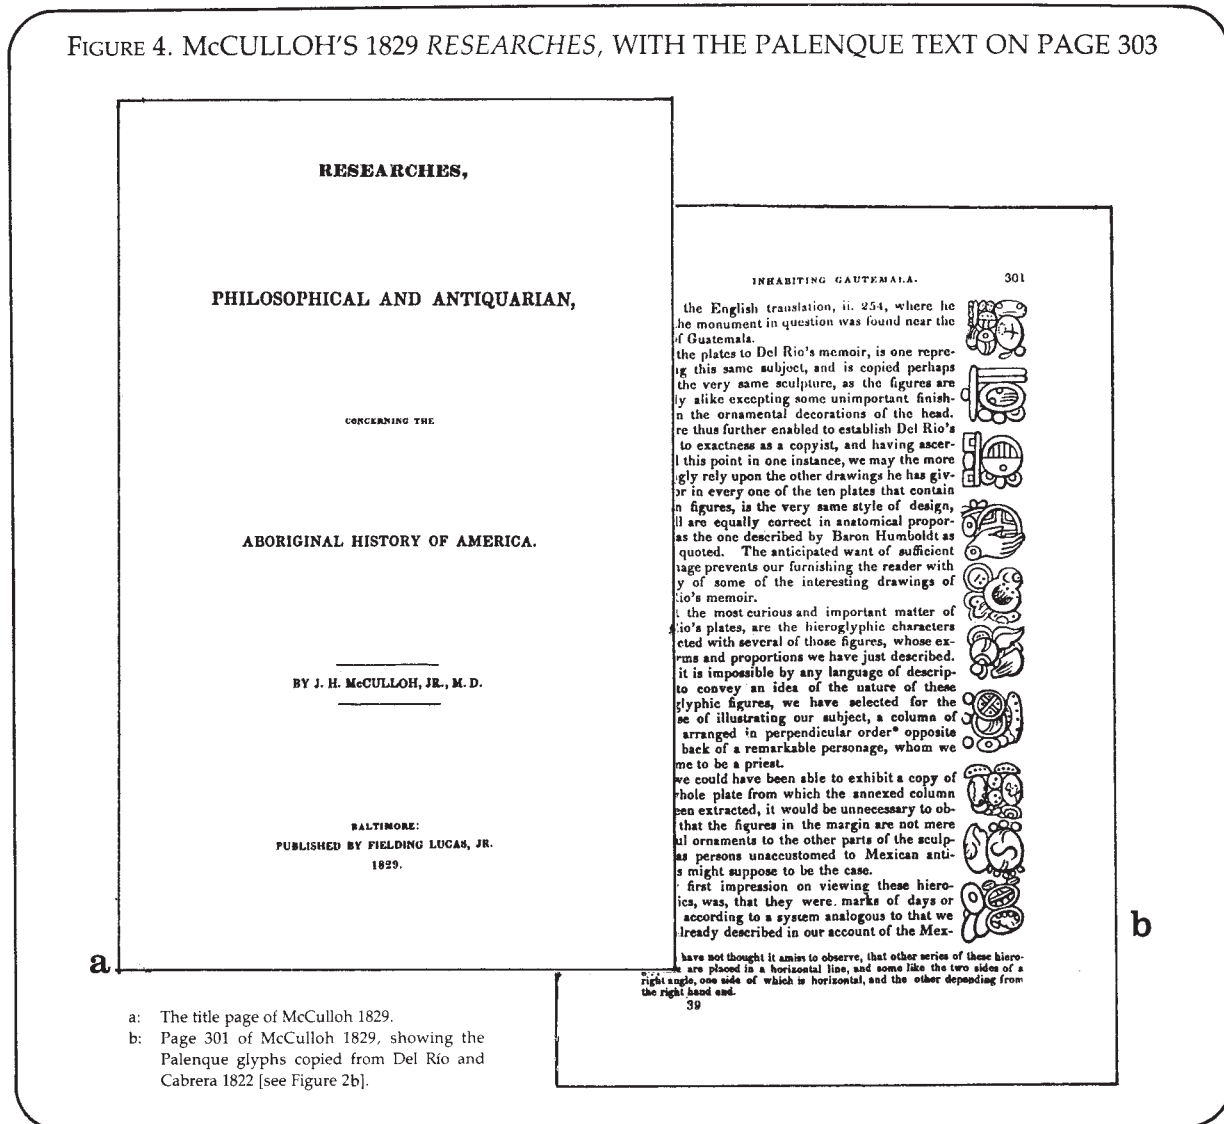 FIGURE 4. McCULLOH'S 1829 RESEARCHES, WITH THE PALENQUE TEXT ON PAGE 303
RESEARCHES,
PHILOSOPHICAL AND ANTIQUARIAN,
CONCERNING THE
ABORIGINAL HISTORY OF AMERICA.
BY J. H. McCULLOH, JR., M. D.
BALTIMORE:
PUBLISHED BY FIELDING LUCAS, JR.
1829.
a
INHABITING GAUTEMALA. 301
the English translation, ii. 254, where he
he monument in question was found near the
f Guatemala.
the plates to Del Rio's memoir, is one repre-
g this same subject, and is copied perhaps
the very same sculpture, as the figures are
ly alike excepting some unimportant finish-
n the ornamental decorations of the head.
re thus further enabled to establish Del Rio's
to exactness as a copyist, and having ascer-
l this point in one instance, we may the more
gly rely upon the other drawings he has giv-
or in every one of the ten plates that contain
n figures, is the very same style of design,
ll are equally correct in anatomical propor-
as the one described by Baron Humboldt as
quoted. The anticipated want of sufficient
age prevents our furnishing the reader with
y of some of the interesting drawings of
io's memoir.
t the most curious and important matter of
io's plates, are the hieroglyphic characters
cted with several of those figures, whose ex-
rms and proportions we have just described.
it is impossible by any language of descrip-
to convey an idea of the nature of these
glyphic figures, we have selected for the
se of illustrating our subject, a column of
arranged in perpendicular order* opposite
back of a remarkable personage, whom we
me to be a priest.
we could have been able to exhibit a copy of
hole plate from which the annexed column
een extracted, it would be unnecessary to ob-
that the figures in the margin are not mere
ul ornaments to the other parts of the sculp-
as persons unaccustomed to Mexican anti-
s might suppose to be the case.
first impression on viewing these hiero-
ics, was, that they were. marks of days or
according to a system analogous to that we
lready described in our account of the Mex-
have not thought it amiss to observe, that other series of these hiero-
are placed in a horizontal line, and some like the two sides of a
right angle, one side of which is horizontal, and the other depending from
the right hand end.
39
b
a: The title page of McCulloh 1829.
b: Page 301 of McCulloh 1829, showing the
Palenque glyphs copied from Del Río and
Cabrera 1822 [see Figure 2b].